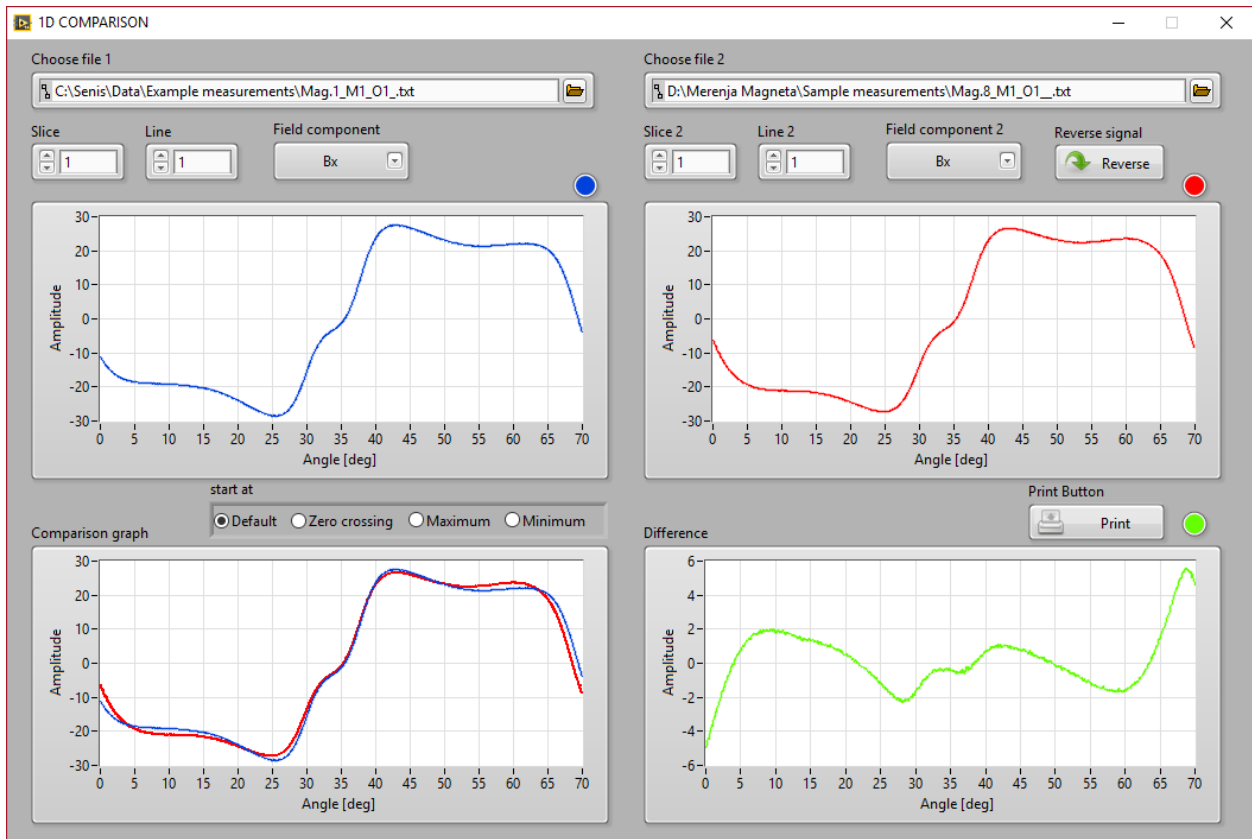 1D COMPARISON
Choose file 1
C:\Senis\Data\Example measurements\Mag.1_M1_O1_.txt
Slice
Line
Field component
1
1
Bx
Choose file 2
D:\Merenja Magneta\Sample measurements\Mag.8_M1_O1__.txt
Slice 2
Line 2
Field component 2
Reverse signal
1
1
Bx
Reverse
30
20
10
0
-10
-20
-30
Amplitude
0 5 10 15 20 25 30 35 40 45 50 55 60 65 70
Angle [deg]
30
20
10
0
-10
-20
-30
Amplitude
0 5 10 15 20 25 30 35 40 45 50 55 60 65 70
Angle [deg]
start at
Default Zero crossing Maximum Minimum
Comparison graph
30
20
10
0
-10
-20
-30
Amplitude
0 5 10 15 20 25 30 35 40 45 50 55 60 65 70
Angle [deg]
Print Button
Print
Difference
6
4
2
0
-2
-4
-6
Amplitude
0 5 10 15 20 25 30 35 40 45 50 55 60 65 70
Angle [deg]